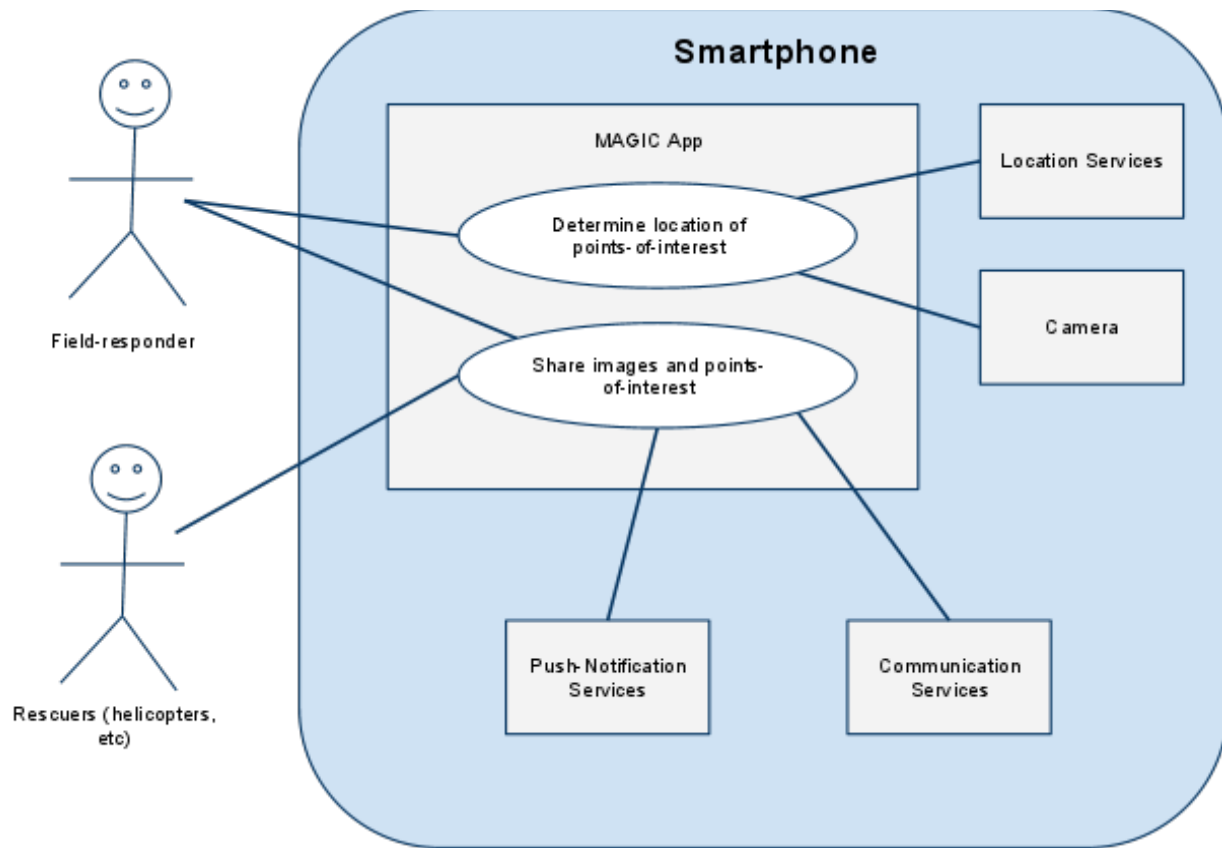 Smartphone
MAGIC App
Location Services
Determine location of
points-of-interest
Camera
Field-responder
Share images and points-
of-interest
Push-Notification
Services
Communication
Services
Rescuers (helicopters,
etc)